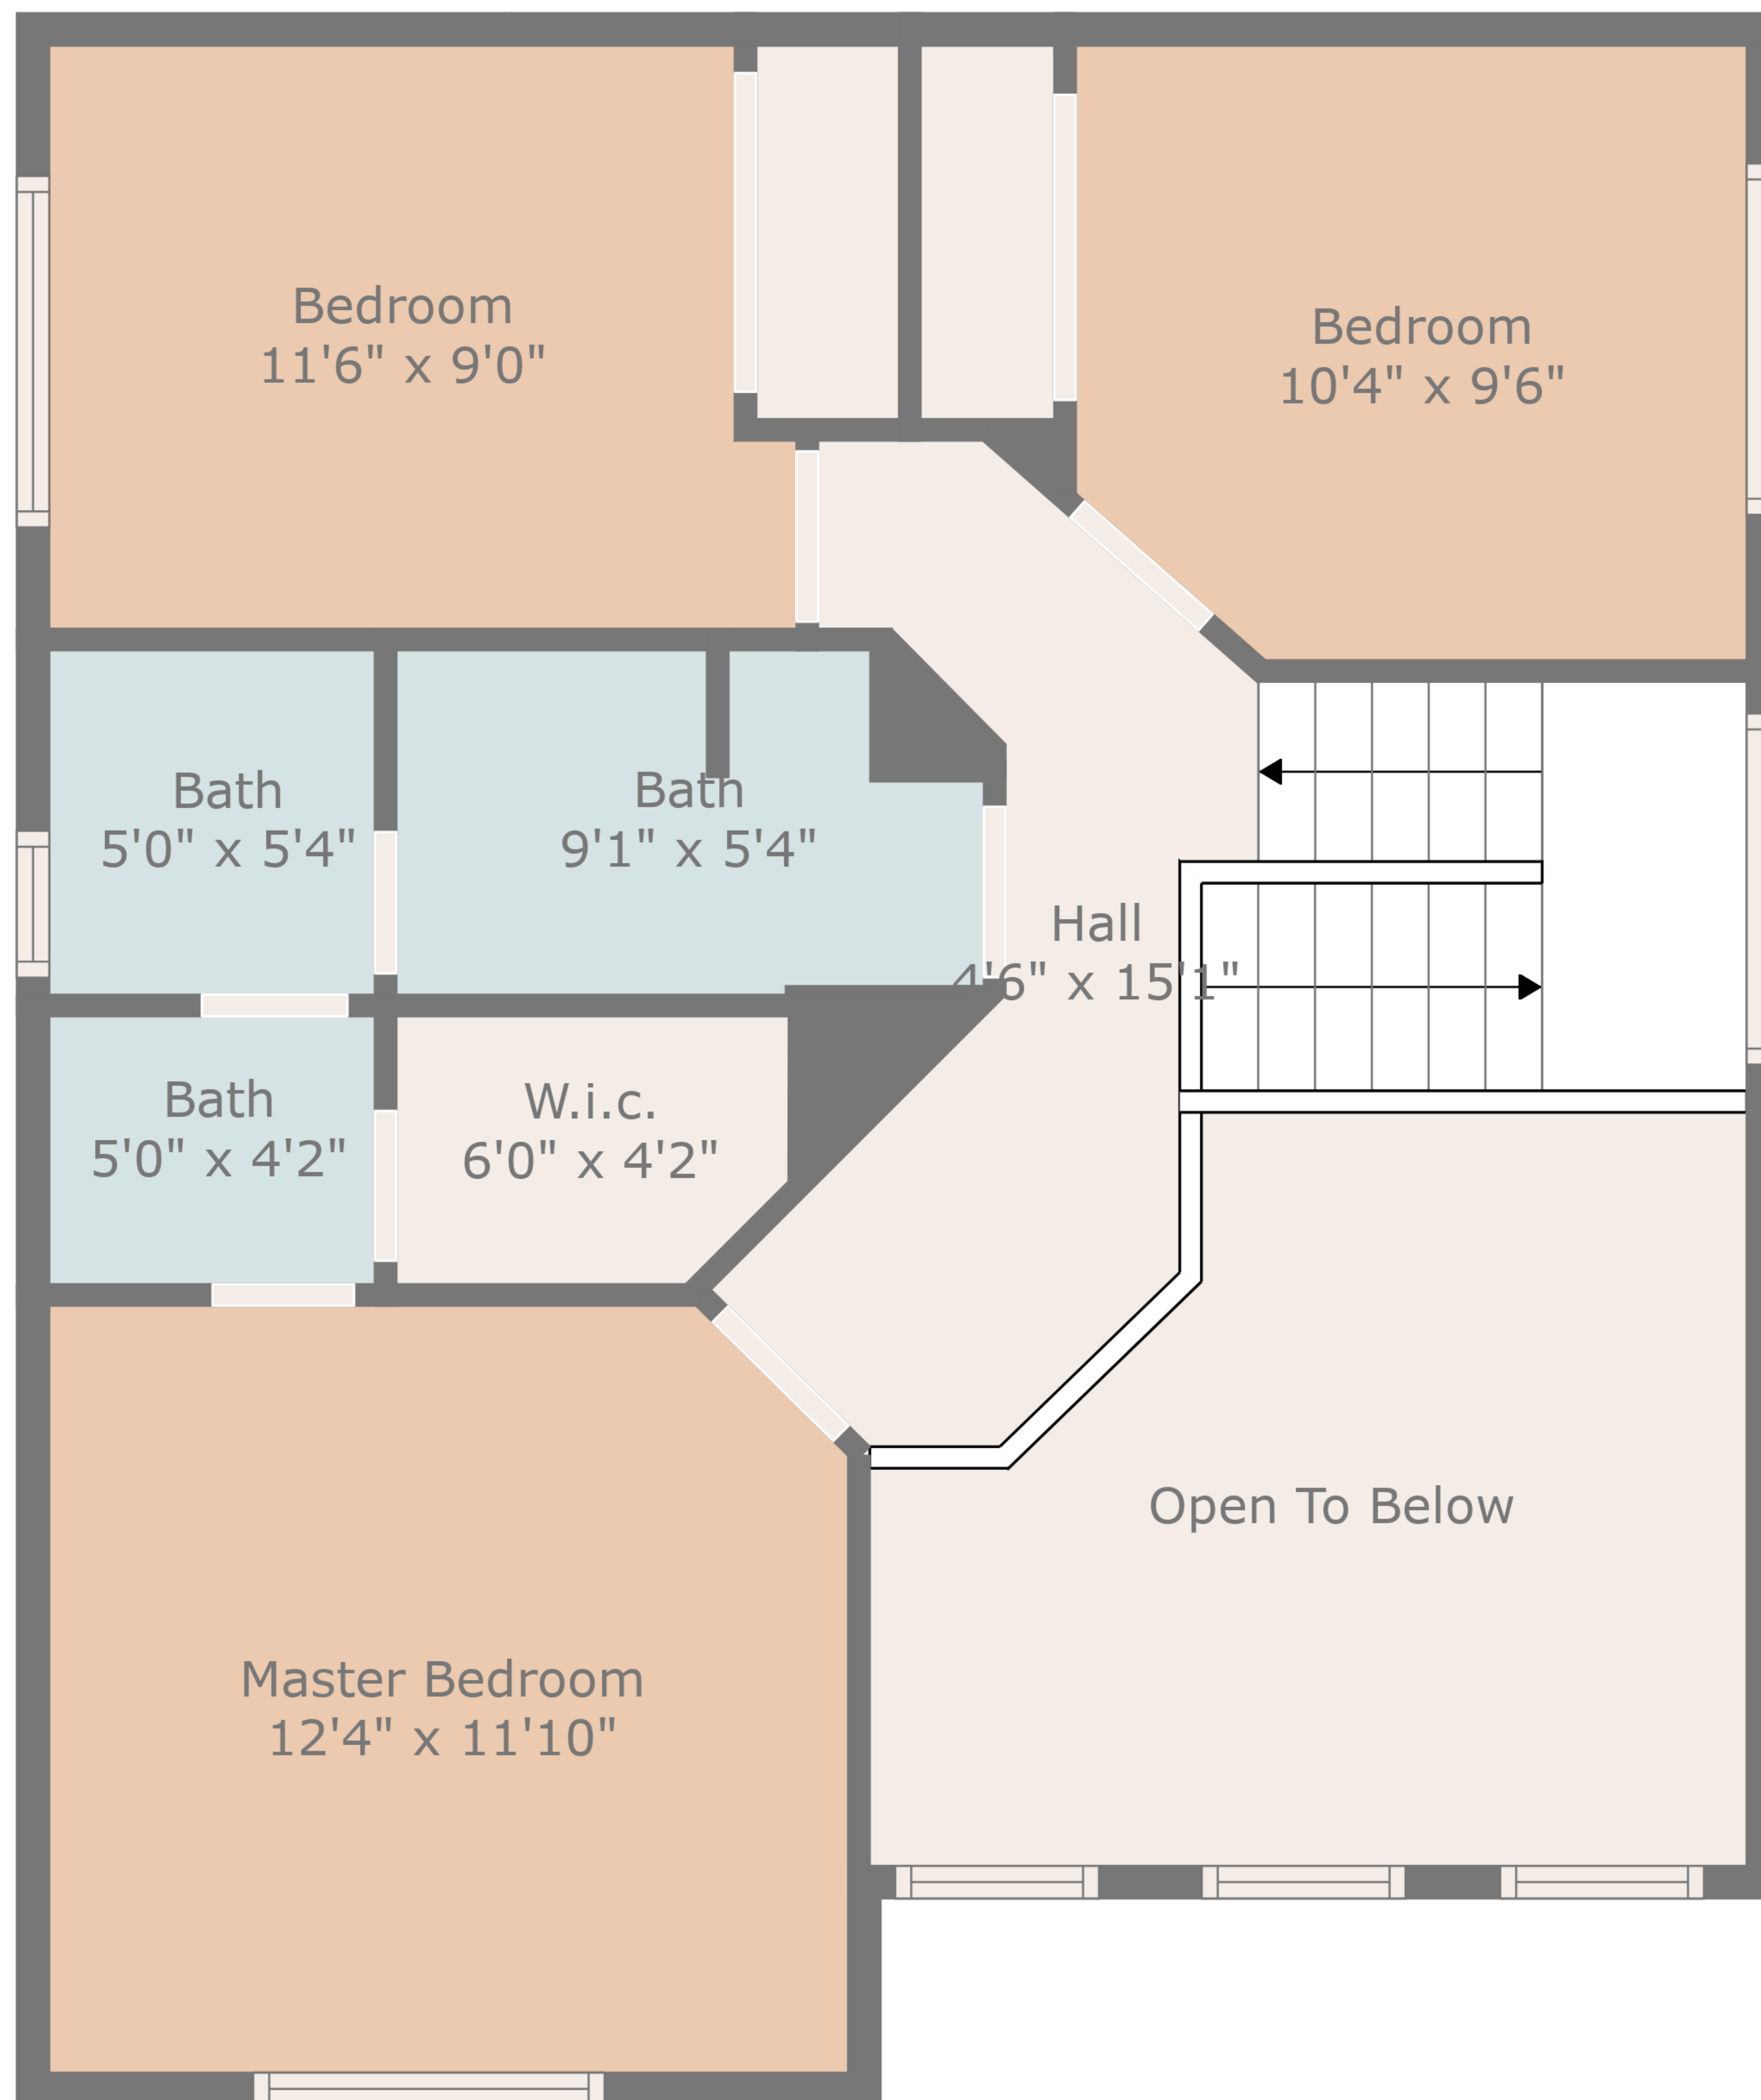 Bedroom
11'6" x 9'0"
Bedroom
10'4" x 9'6"
Bath
5'0" x 5'4"
Bath
9'1" x 5'4"
Hall
4'6" x 15'1"
Bath
5'0" x 4'2"
W.i.c.
6'0" x 4'2"
Open To Below
Master Bedroom
12'4" x 11'10"